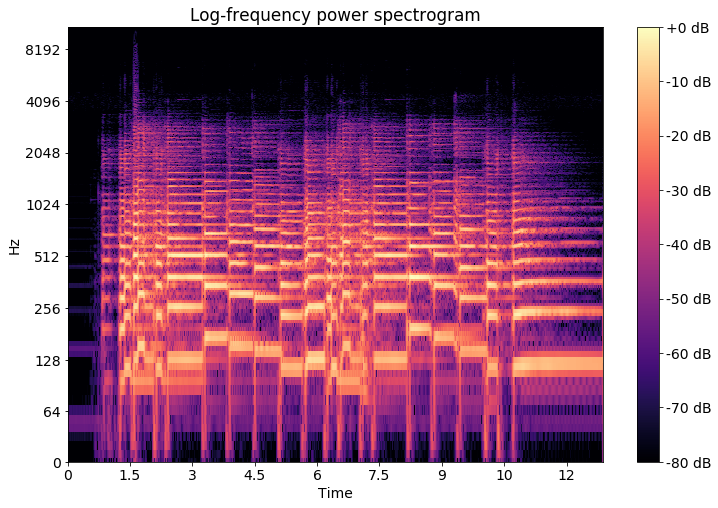 Log-frequency power spectrogram
Hz
8192
4096
2048
1024
512
256
128
64
0
0 1.5 3 4.5 6 7.5 9 10 12
Time
+0 dB
-10 dB
-20 dB
-30 dB
-40 dB
-50 dB
-60 dB
-70 dB
-80 dB